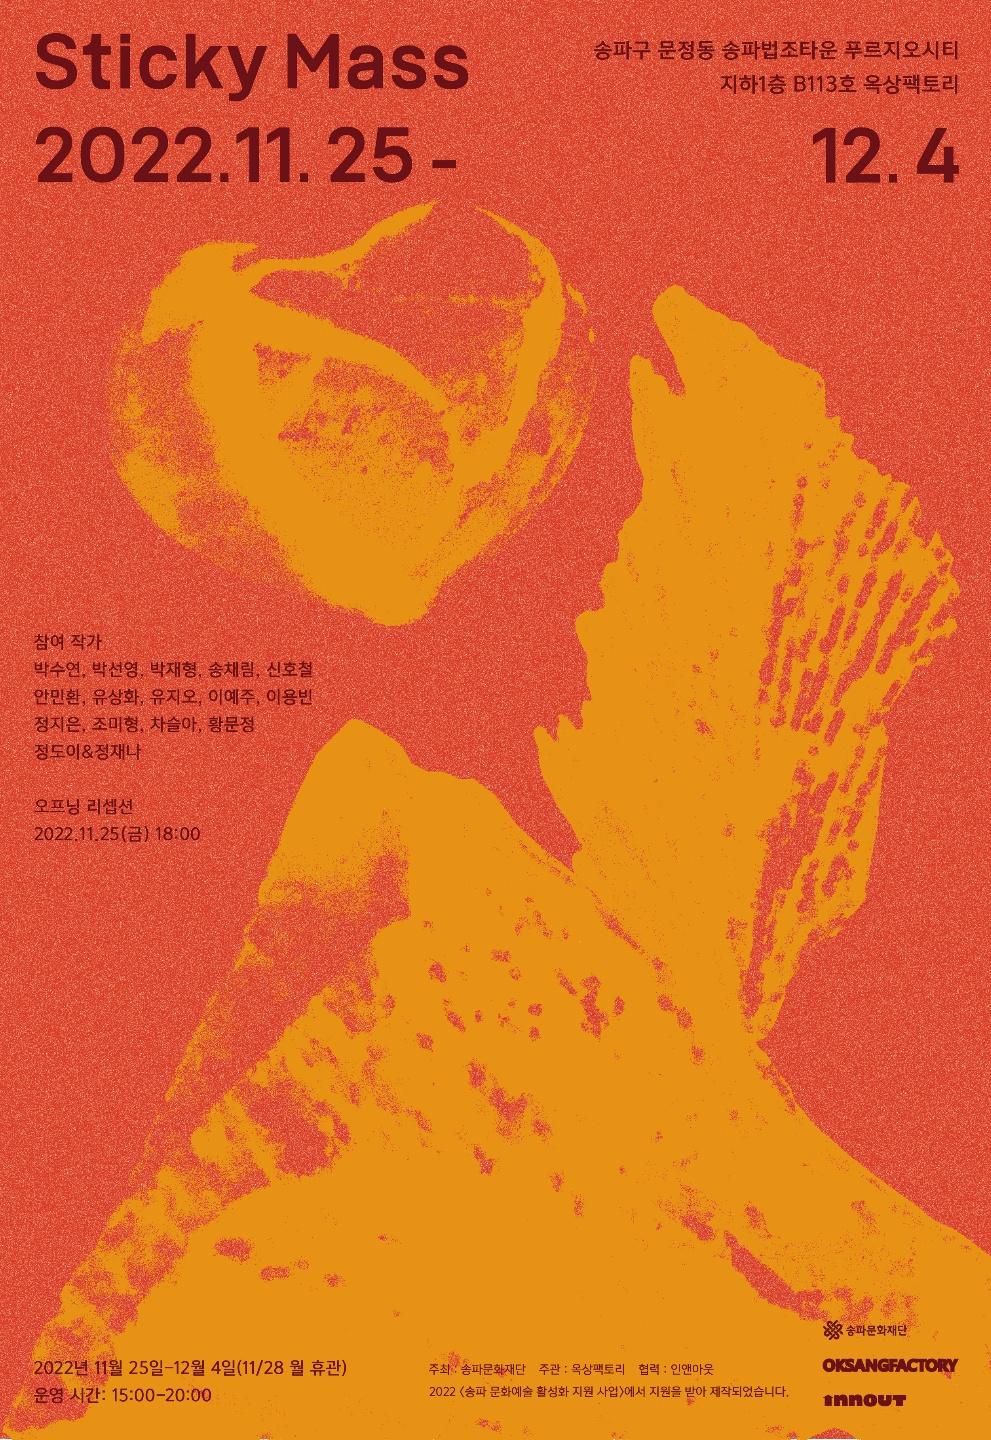 Sticky Mass
송파구 문정동 송파법조타운 푸르지오시티
지하1층 B113호 옥상팩토리
2022.11. 25 - 12. 4
참여 작가
박수연, 박선영, 박재형, 송채림, 신호철
안민환, 유상화, 유지오, 이예주, 이용빈
정지은, 조미형, 차슬아, 황문정
정도이&정재나
오프닝 리셉션
2022.11.25(금) 18:00
2022년 11월 25일–12월 4일(11/28 월 휴관)
운영 시간: 15:00–20:00
주최 : 송파문화재단 주관 : 옥상팩토리 협력 : 인앤아웃
2022 〈송파 문화예술 활성화 지원 사업〉에서 지원을 받아 제작되었습니다.
송파문화재단
OKSANGFACTORY
innout